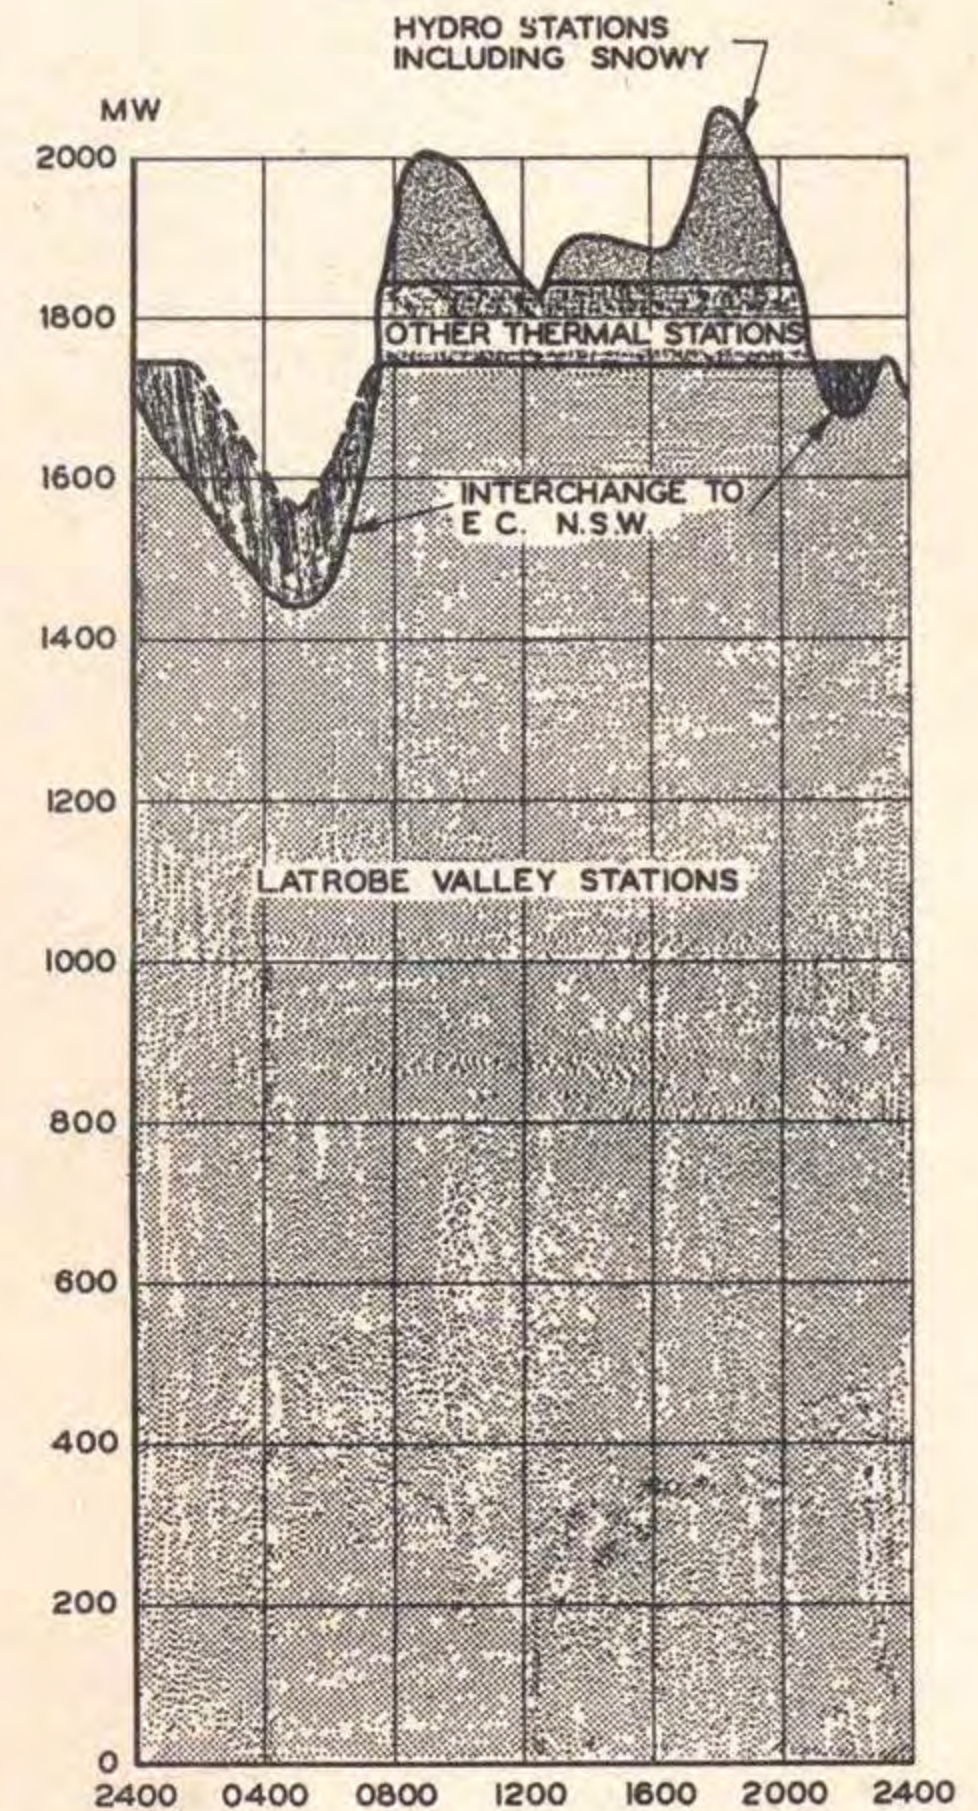 HYDRO STATIONS
INCLUDING SNOWY
MW
2000
1800
OTHER THERMAL STATIONS
1600
INTERCHANGE TO
E C. N.S.W.
1400
1200
LATROBE VALLEY STATIONS
1000
800
600
400
200
0
2400 0400 0800 1200 1600 2000 2400